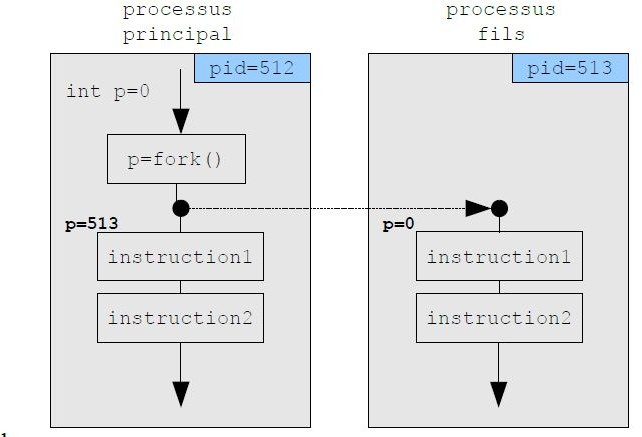 processus
principal
pid=512
int p=0
p=fork()
p=513
instruction1
instruction2
processus
fils
pid=513
p=0
instruction1
instruction2